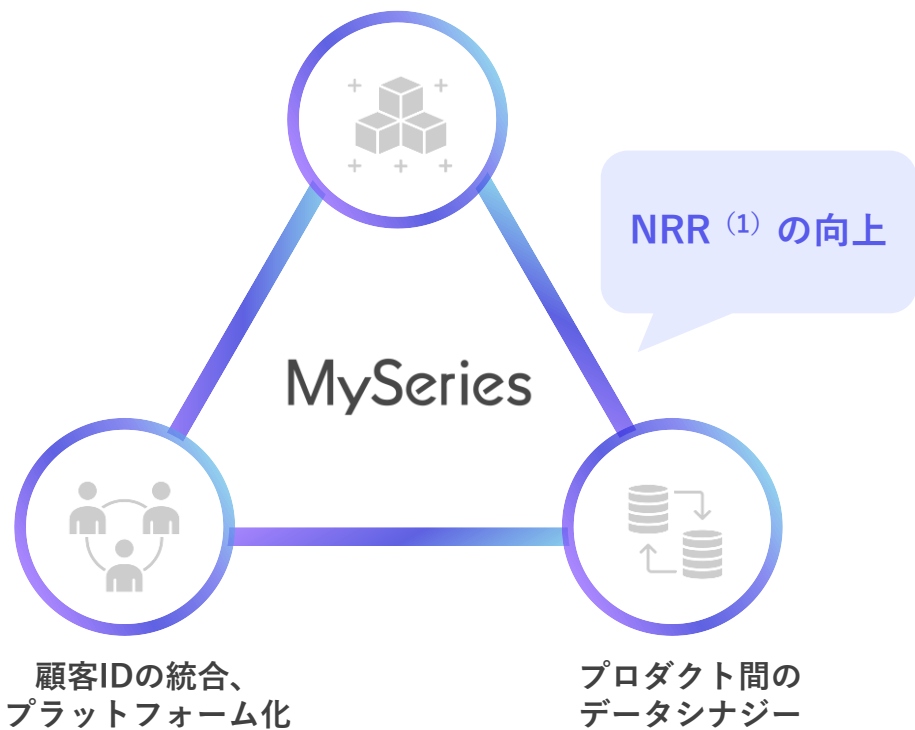 NRR（1）の向上
MySeries
顧客IDの統合、
プラットフォーム化
プロダクト間の
データシナジー